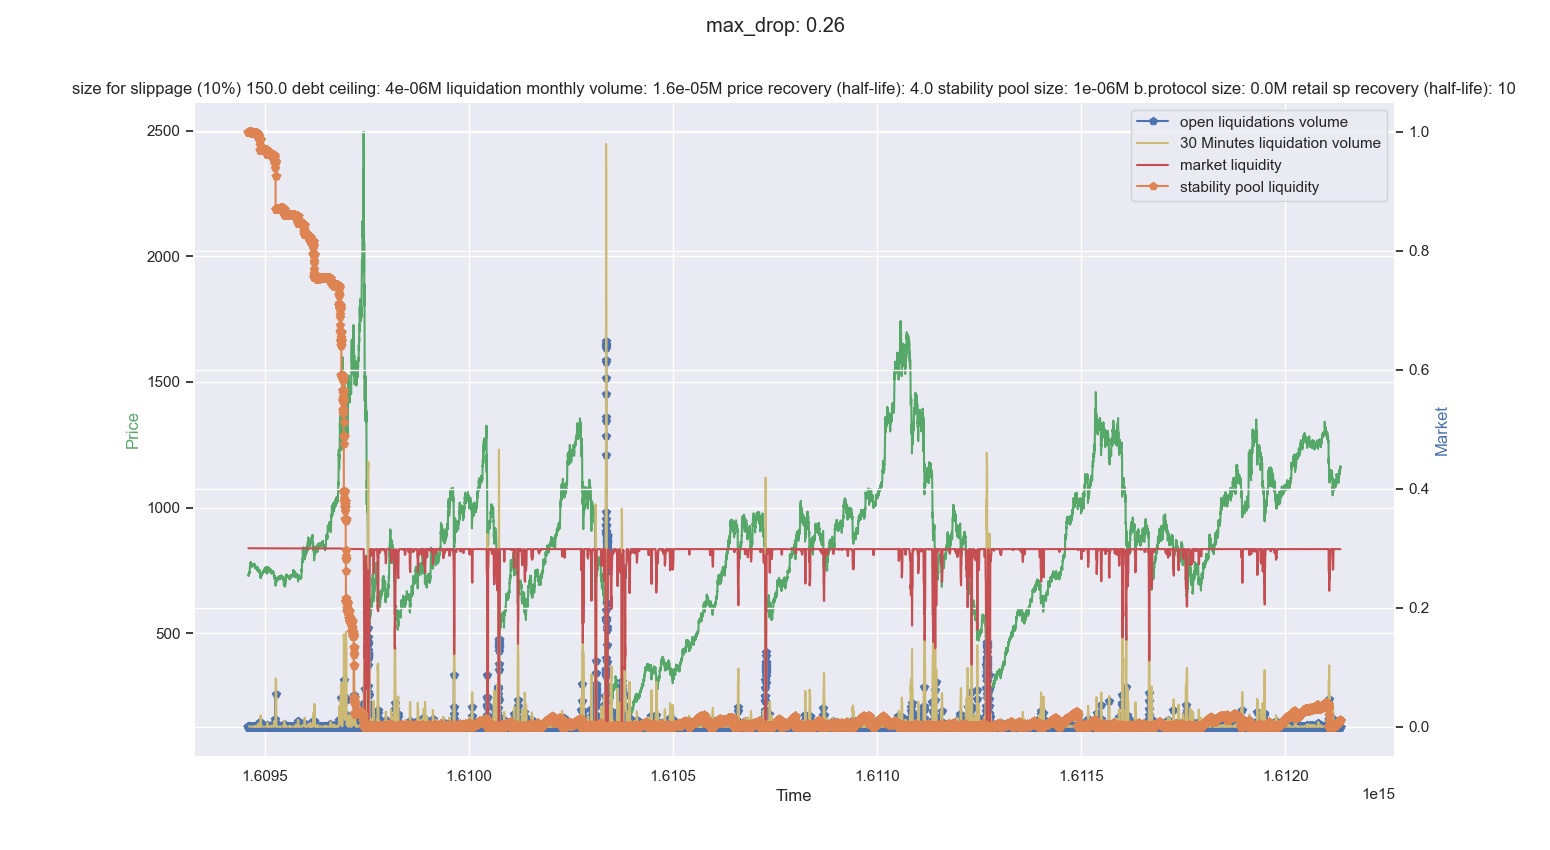 max_drop: 0.26
size for slippage (10%) 150.0 debt ceiling: 4e-06M liquidation monthly volume: 1.6e-05M price recovery (half-life): 4.0 stability pool size: 1e-06M b.protocol size: 0.0M retail sp recovery (half-life): 10
open liquidations volume
30 Minutes liquidation volume
market liquidity
stability pool liquidity
2500
2000
1500
1000
500
Price
1.0
0.8
0.6
0.4
0.2
0.0
Market
1.6095 1.6100 1.6105 1.6110 1.6115 1.6120
1e15
Time